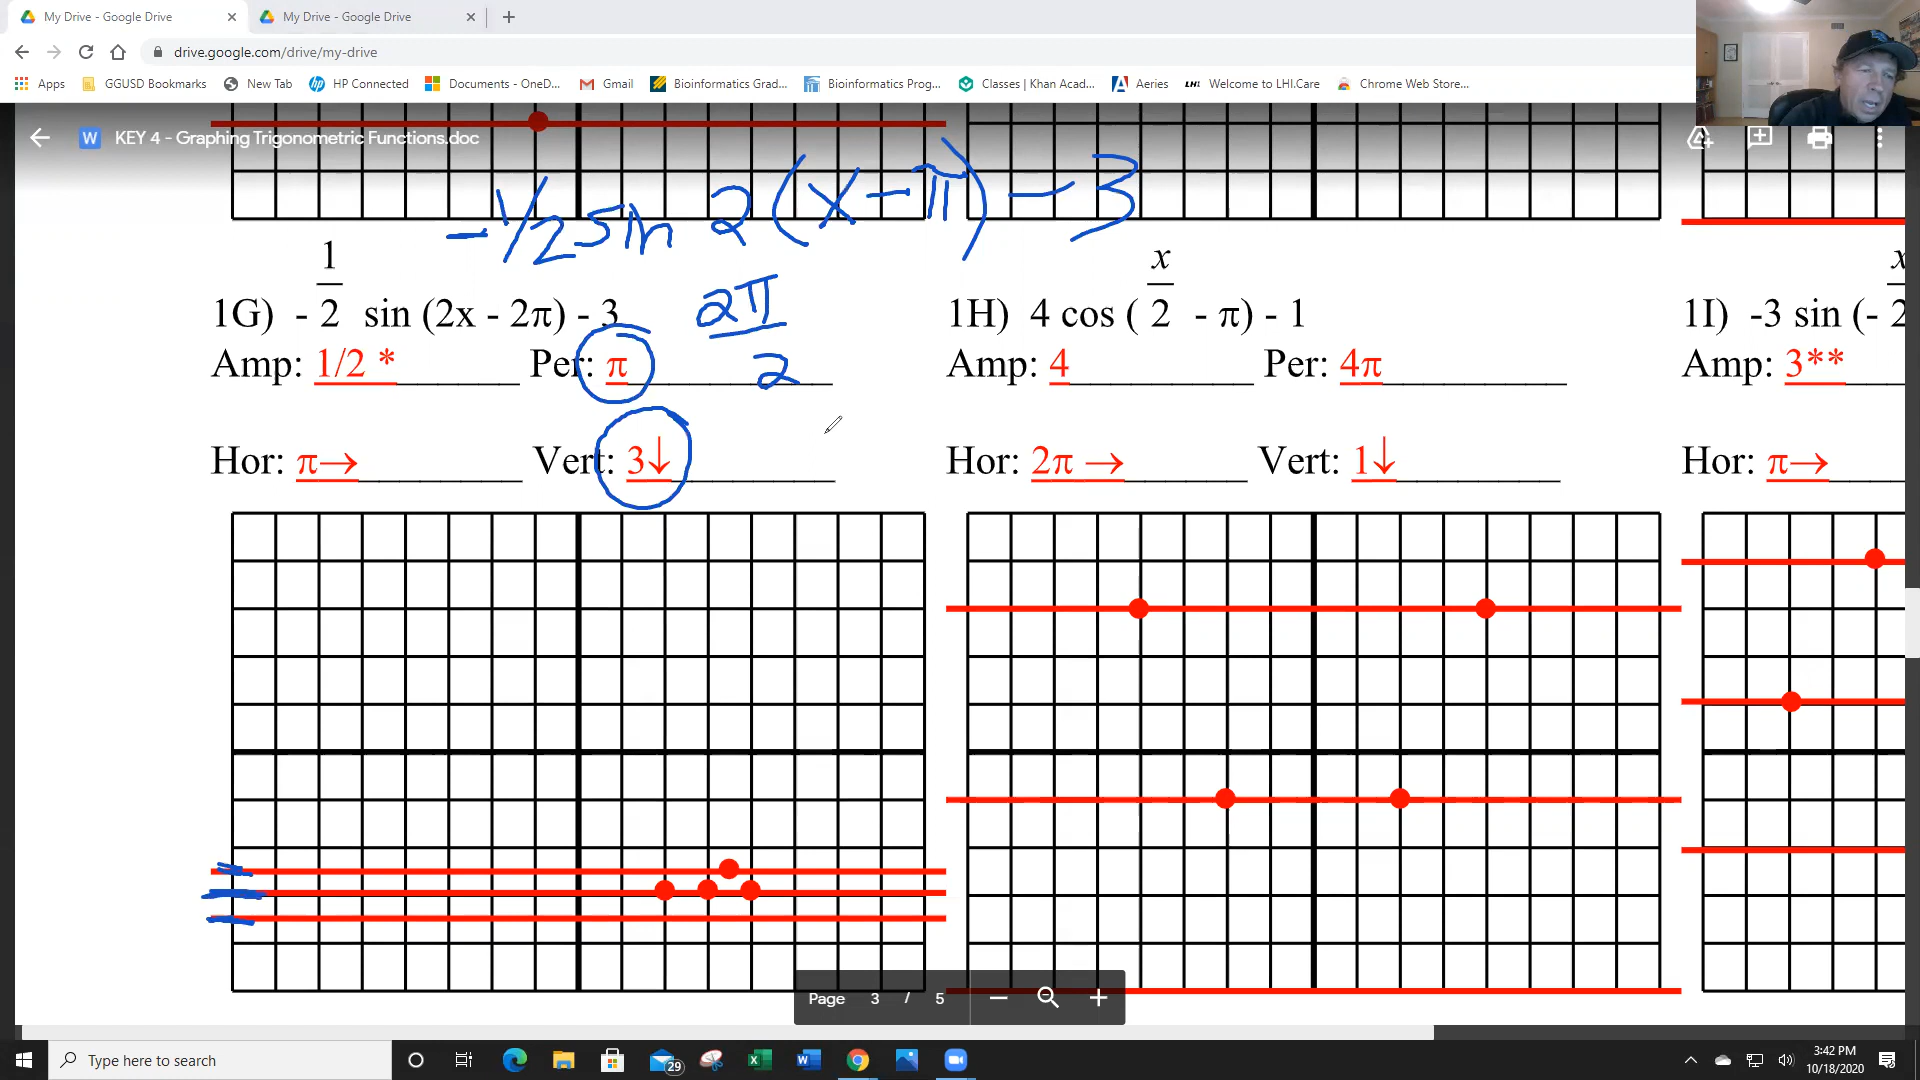 My Drive - Google Drive
My Drive - Google Drive
drive.google.com/drive/my-drive
Apps GGUSD Bookmarks New Tab HP Connected Documents - OneD... Gmail Bioinformatics Grad... Bioinformatics Prog... Classes | Khan Acad... Aeries LHI. Welcome to LHI.Care Chrome Web Store...
W KEY 4 - Graphing Trigonometric Functions.doc
-1/2 sin 2(x-π)-3
1G) - 1/2 sin (2x - 2π) - 3
2π/2
Amp: 1/2 * Per: π
Hor: π→ Vert: 3↓
1H) 4 cos ( x/2 - π) - 1
Amp: 4 Per: 4π
Hor: 2π → Vert: 1↓
1I) -3 sin (- x/2
Amp: 3**
Hor: π→
Page 3 / 5
Type here to search
29
3:42 PM
10/18/2020